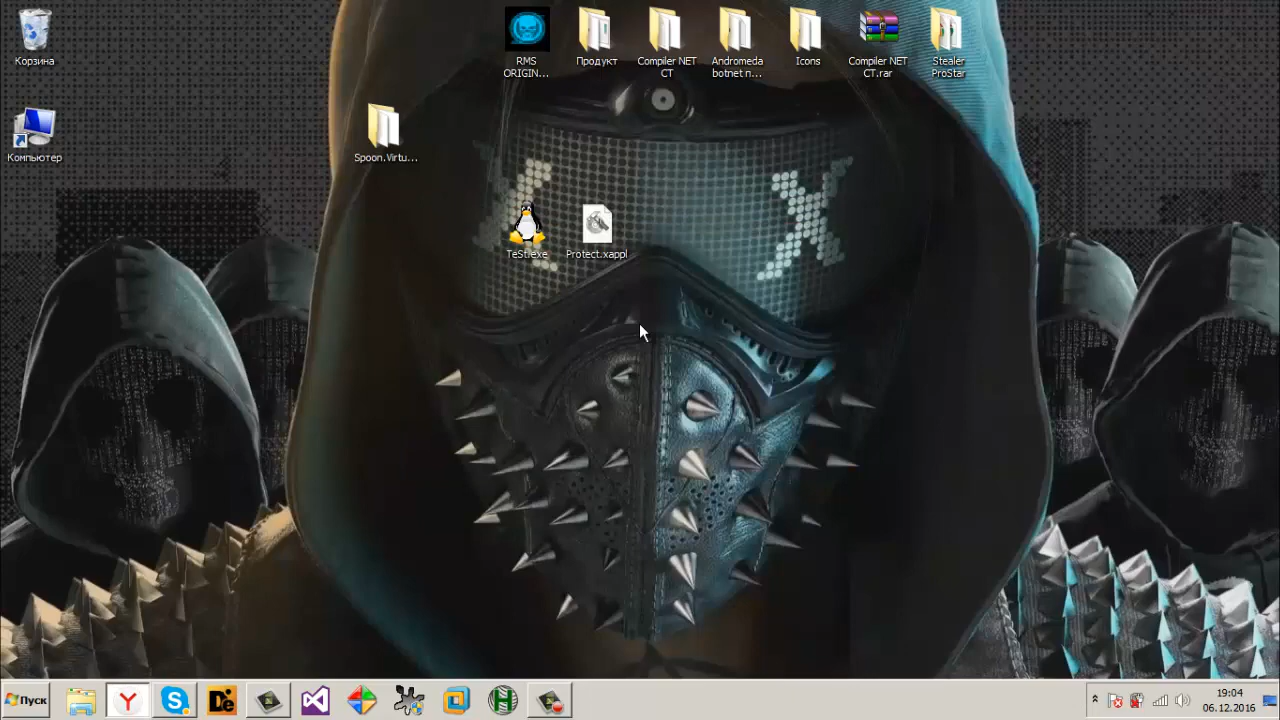 Корзина
RMS
ORIGIN...
Продукт
Compiler NET
CT
Andromeda
botnet n...
Icons
Compiler NET
CT.rar
Stealer
ProStar
Компьютер
Spoon.Virtu...
TeSt.exe
Protect.xappl
Пуск
Y
S
De
19:04
06.12.2016